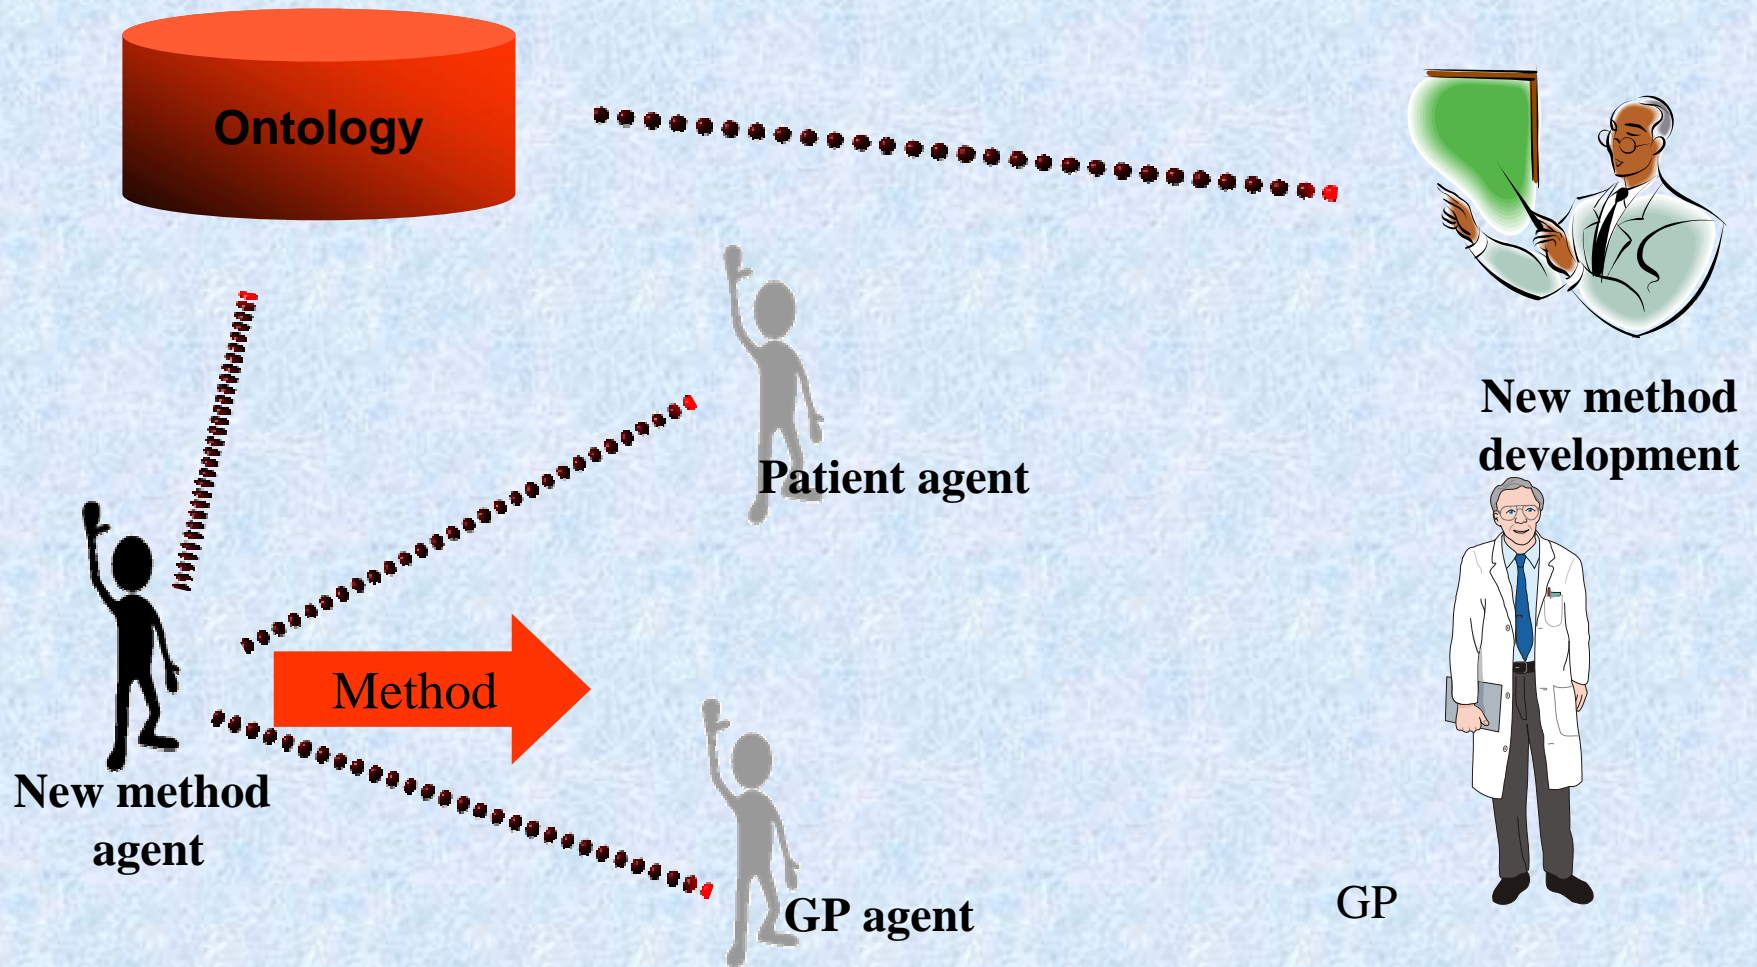 Ontology
New method
development
Patient agent
Method
New method
agent
GP agent
GP